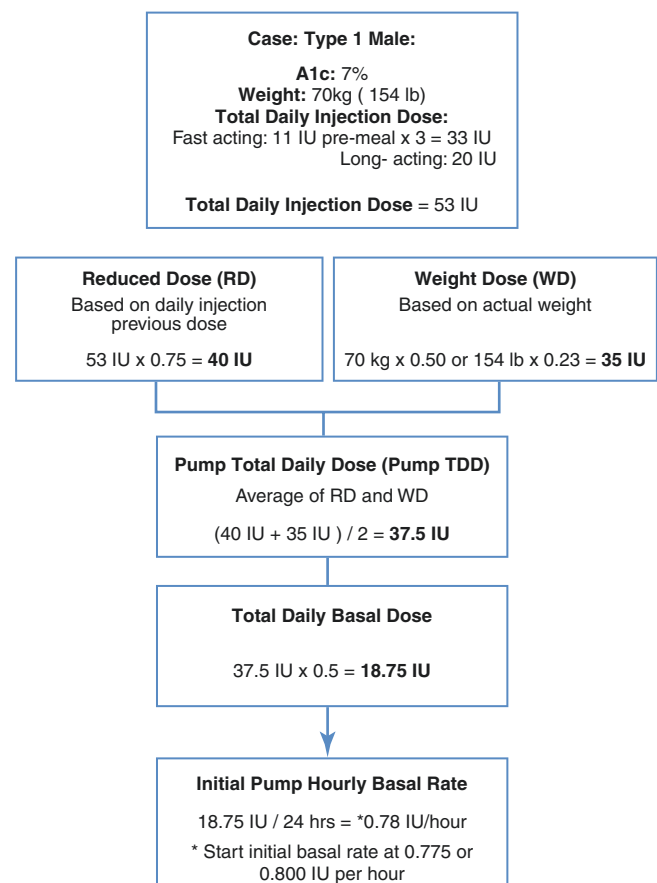 Case: Type 1 Male:
A1c: 7%
Weight: 70kg ( 154 lb)
Total Daily Injection Dose:
Fast acting: 11 IU pre-meal x 3 = 33 IU
Long- acting: 20 IU
Total Daily Injection Dose = 53 IU
Reduced Dose (RD)
Based on daily injection
previous dose
53 IU x 0.75 = 40 IU
Weight Dose (WD)
Based on actual weight
70 kg x 0.50 or 154 lb x 0.23 = 35 IU
Pump Total Daily Dose (Pump TDD)
Average of RD and WD
(40 IU + 35 IU ) / 2 = 37.5 IU
Total Daily Basal Dose
37.5 IU x 0.5 = 18.75 IU
Initial Pump Hourly Basal Rate
18.75 IU / 24 hrs = *0.78 IU/hour
* Start initial basal rate at 0.775 or
0.800 IU per hour